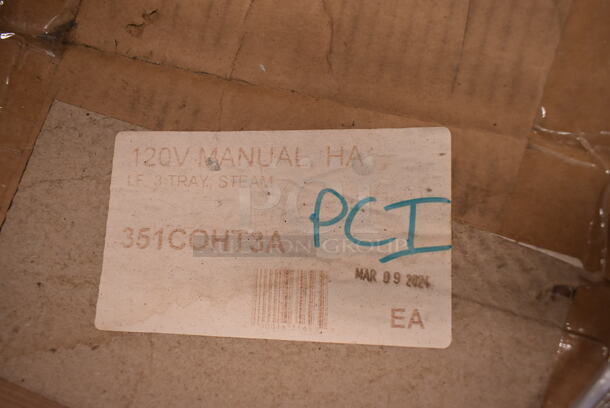 120V MANUAL, HA
LF, 3 TRAY, STEAM
351COHT3A
PCI
MAR 09 2024
EA